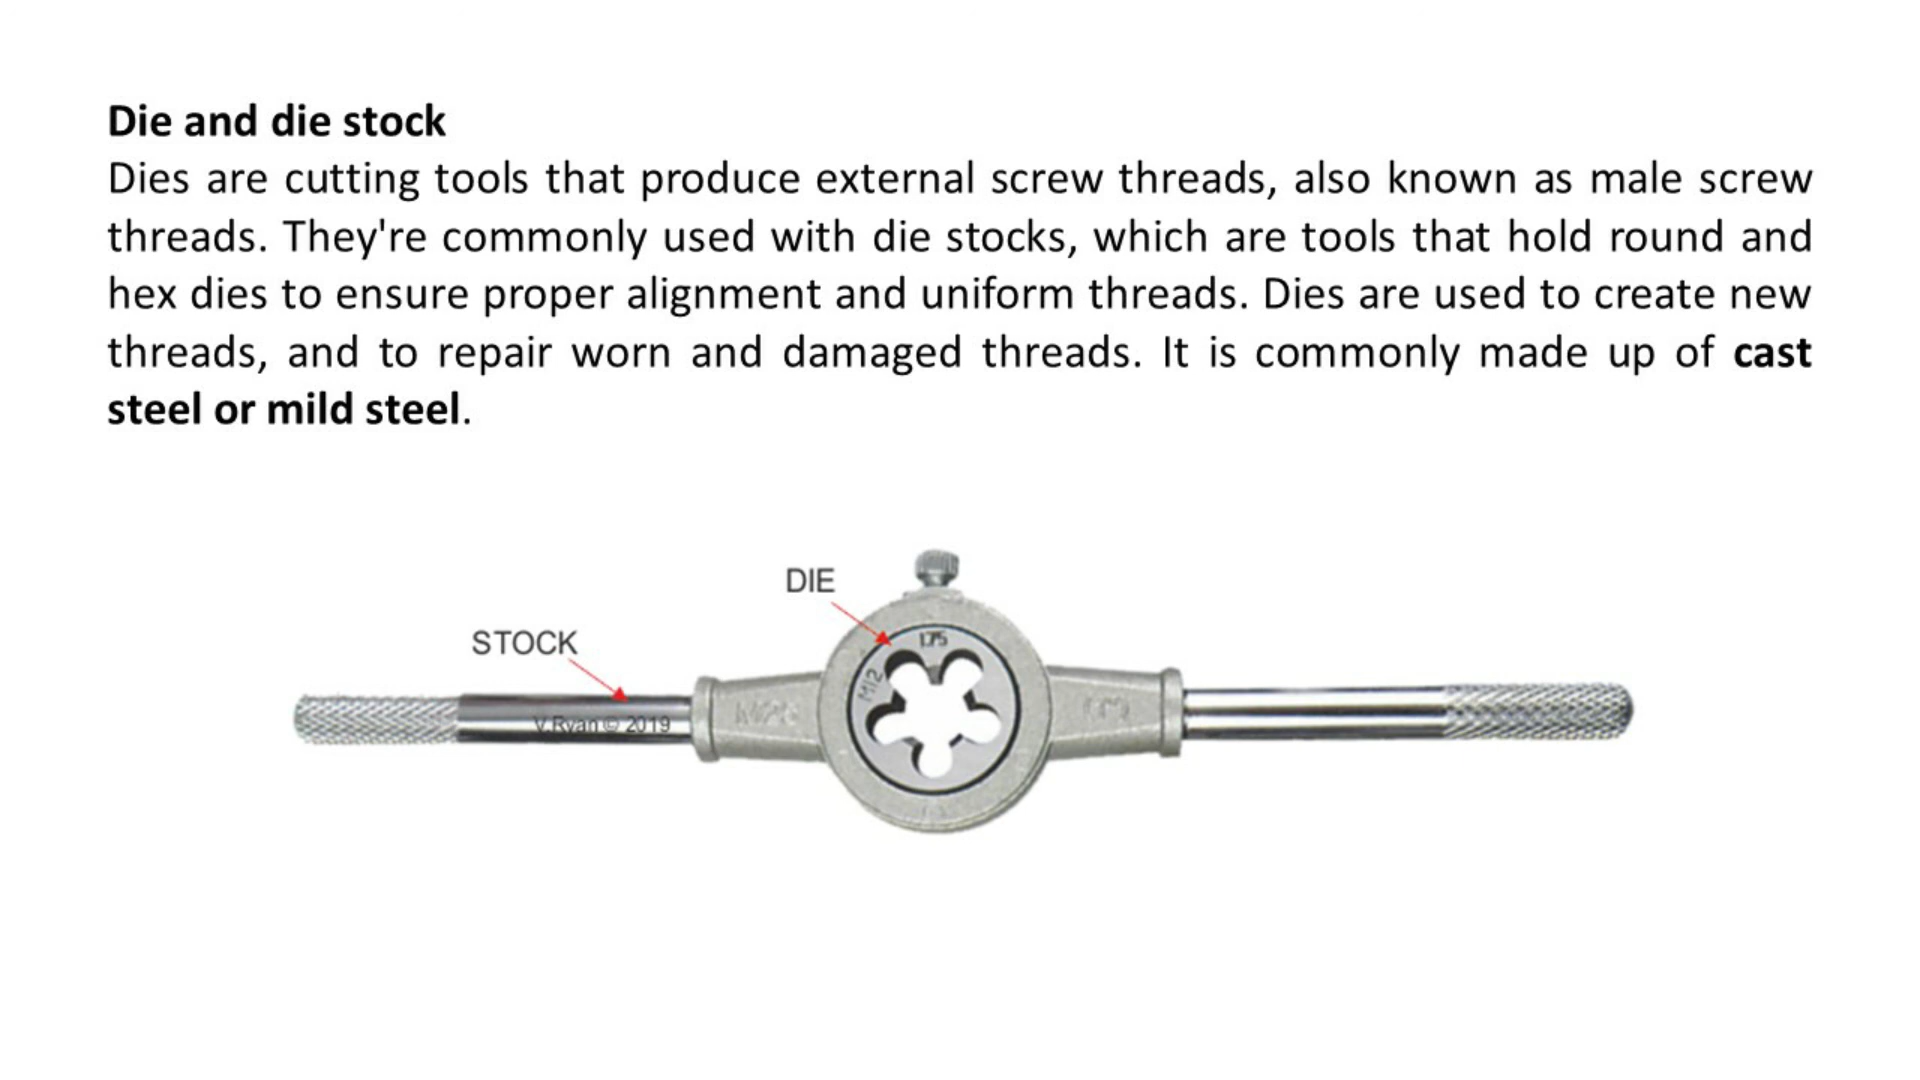 Die and die stock
Dies are cutting tools that produce external screw threads, also known as male screw
threads. They're commonly used with die stocks, which are tools that hold round and
hex dies to ensure proper alignment and uniform threads. Dies are used to create new
threads, and to repair worn and damaged threads. It is commonly made up of cast
steel or mild steel.
DIE
STOCK
175
M12
V.Ryan © 2019